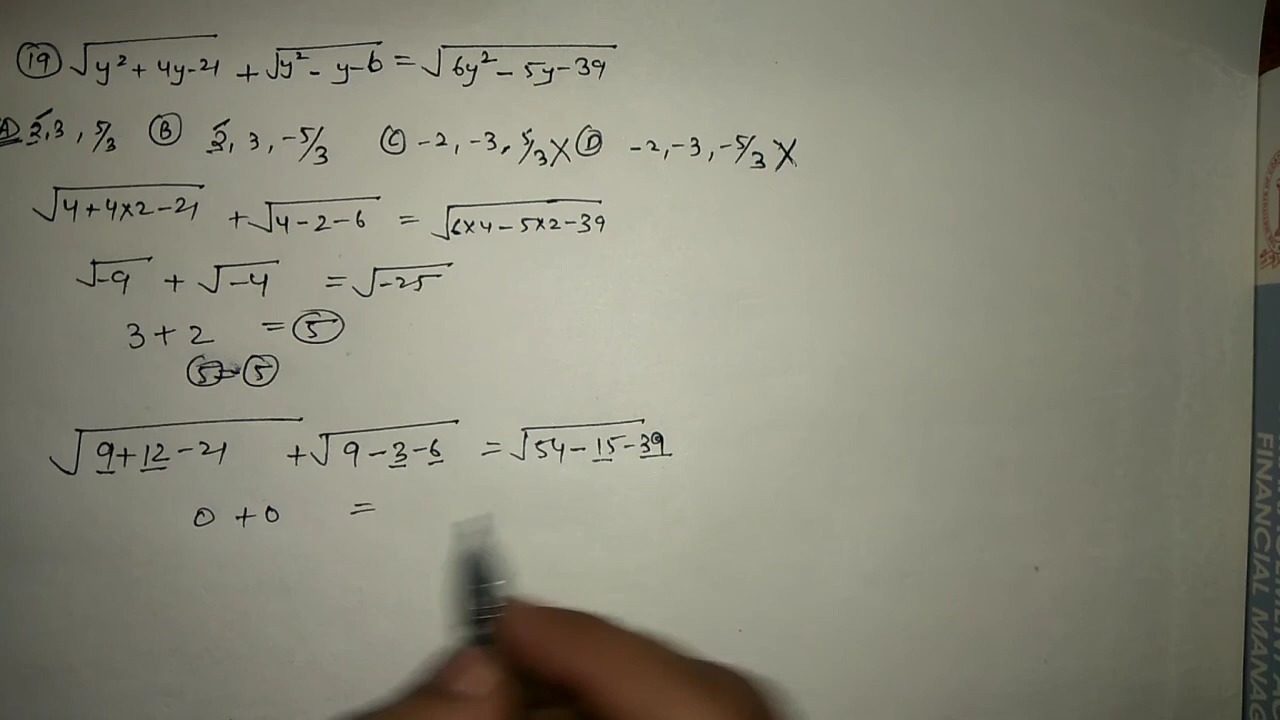 19 √y² + 4y - 21 + √y² - y - 6 = √6y² - 5y - 39
A 2, 3, 5/3 B 2, 3, -5/3 C -2, -3, 5/3 X D -2, -3, -5/3 X
√4 + 4×2 - 21 + √4 - 2 - 6 = √6×4 - 5×2 - 39
√-9 + √-4 = √-25
3 + 2 = 5
5 = 5
√9 + 12 - 21 + √9 - 3 - 6 = √54 - 15 - 39
0 + 0 =
FINANCIAL MANAG